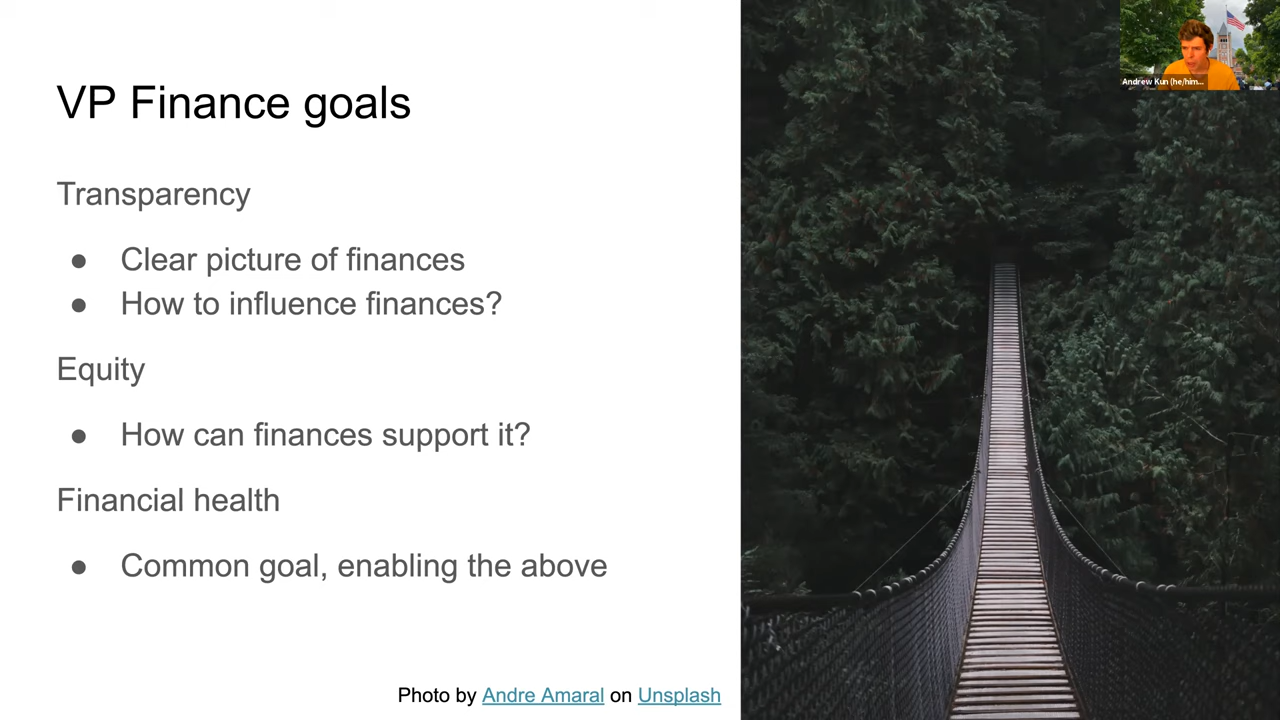 VP Finance goals
Transparency
● Clear picture of finances
● How to influence finances?
Equity
● How can finances support it?
Financial health
● Common goal, enabling the above
Photo by Andre Amaral on Unsplash
Andrew Kun (he/him...